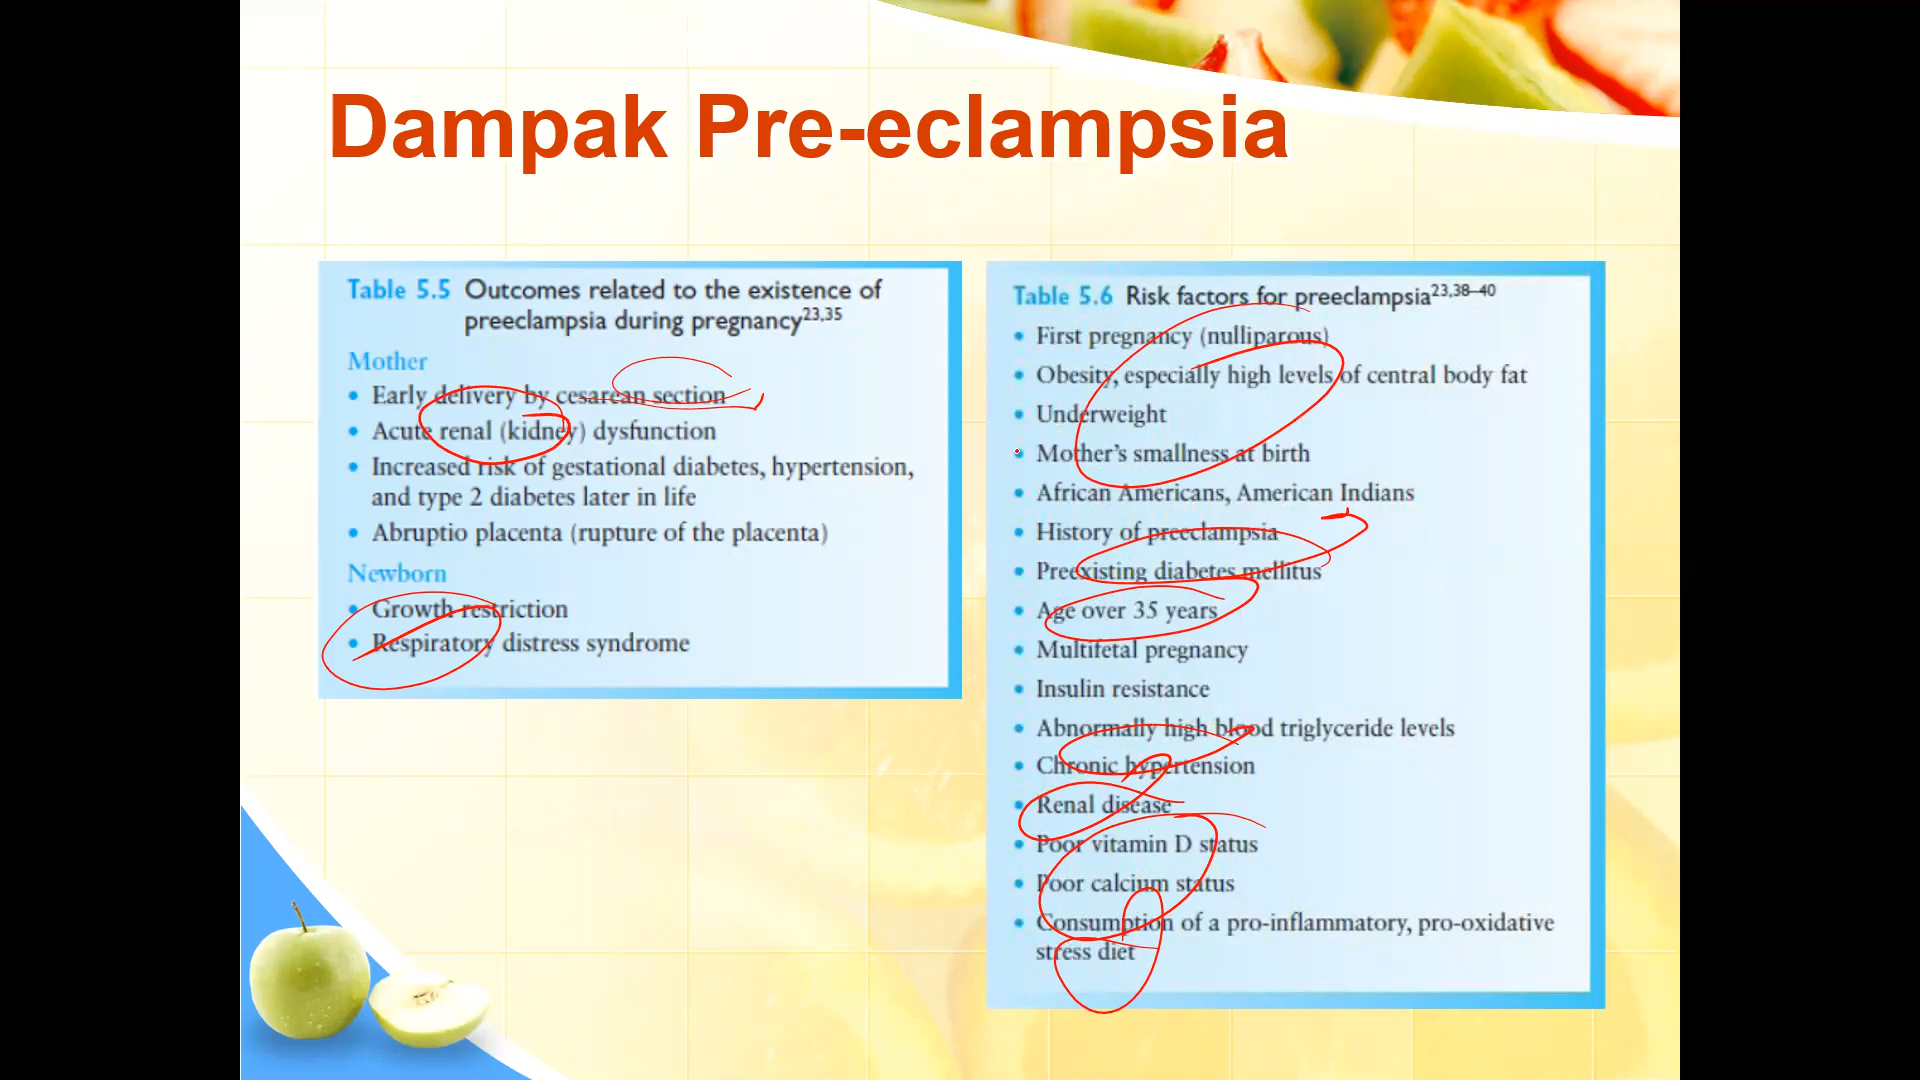 Dampak Pre-eclampsia
Table 5.5 Outcomes related to the existence of
preeclampsia during pregnancy23,35
Mother
• Early delivery by cesarean section
• Acute renal (kidney) dysfunction
• Increased risk of gestational diabetes, hypertension,
and type 2 diabetes later in life
• Abruptio placenta (rupture of the placenta)
Newborn
• Growth restriction
• Respiratory distress syndrome
Table 5.6 Risk factors for preeclampsia23,38–40
• First pregnancy (nulliparous)
• Obesity, especially high levels of central body fat
• Underweight
• Mother's smallness at birth
• African Americans, American Indians
• History of preeclampsia
• Preexisting diabetes mellitus
• Age over 35 years
• Multifetal pregnancy
• Insulin resistance
• Abnormally high blood triglyceride levels
• Chronic hypertension
• Renal disease
• Poor vitamin D status
• Poor calcium status
• Consumption of a pro-inflammatory, pro-oxidative
stress diet